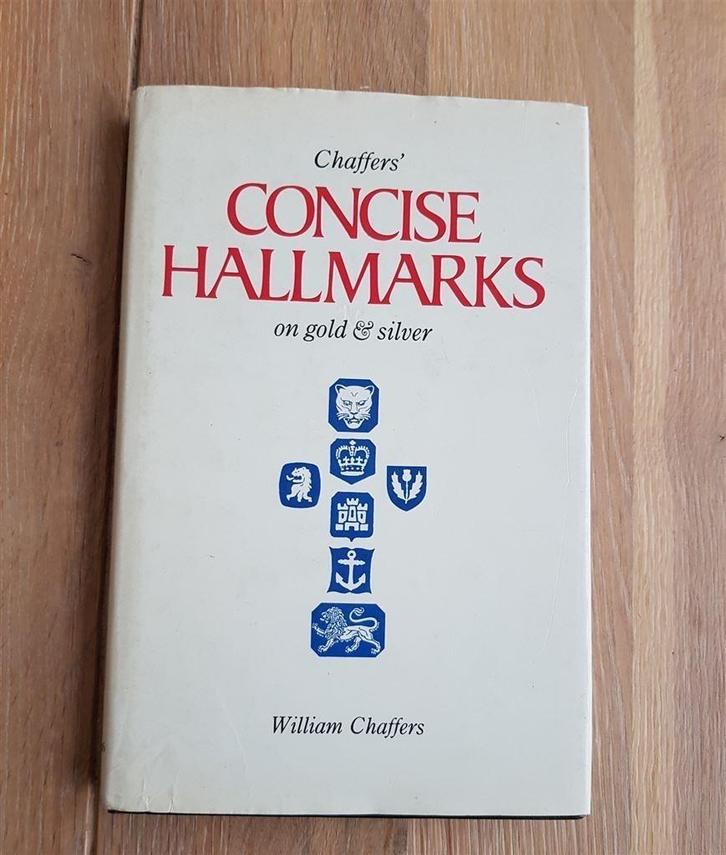 Chaffers'
CONCISE
HALLMARKS
on gold & silver
William Chaffers